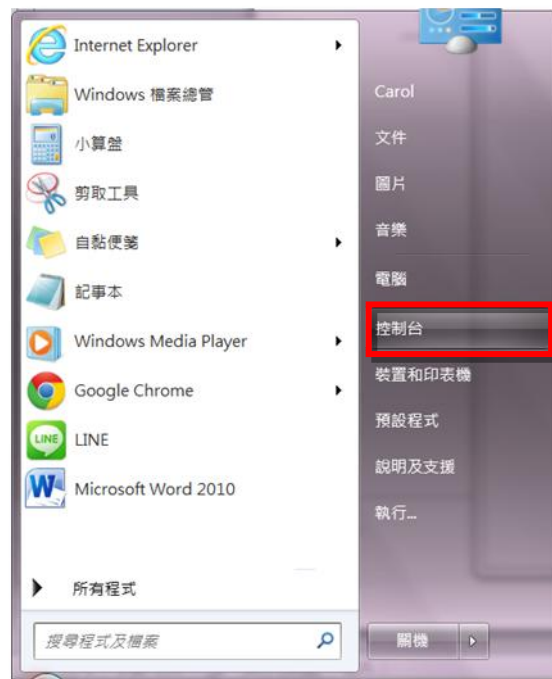 Internet Explorer
Windows 檔案總管
小算盤
剪取工具
自黏便箋
記事本
Windows Media Player
Google Chrome
LINE
LINE
Microsoft Word 2010
所有程式
搜尋程式及檔案
Carol
文件
圖片
音樂
電腦
控制台
裝置和印表機
預設程式
說明及支援
執行...
關機